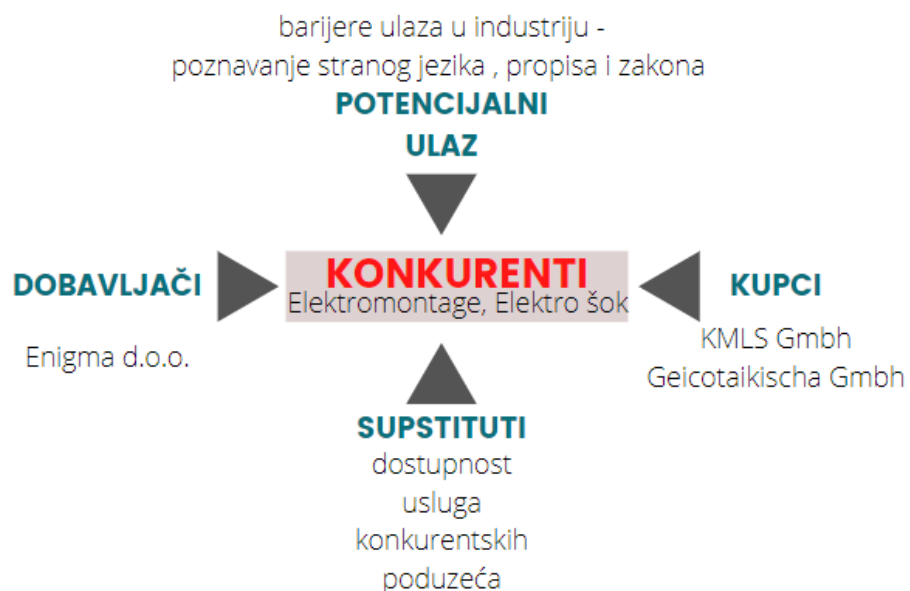 barijere ulaza u industriju -
poznavanje stranog jezika , propisa i zakona
POTENCIJALNI
ULAZ
DOBAVLJAČI
Enigma d.o.o.
KONKURENTI
Elektromontage, Elektro šok
KUPCI
KMLS Gmbh
Geicotaikischa Gmbh
SUPSTITUTI
dostupnost
usluga
konkurentskih
poduzeća